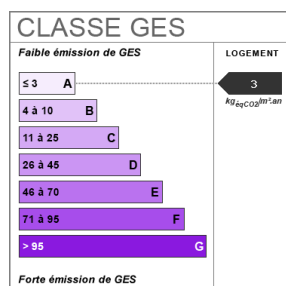 CLASSE GES
Faible émission de GES
LOGEMENT
≤ 3 A
3
kgéqCO2/m².an
4 à 10 B
11 à 25 C
26 à 45 D
46 à 70 E
71 à 95 F
> 95 G
Forte émission de GES